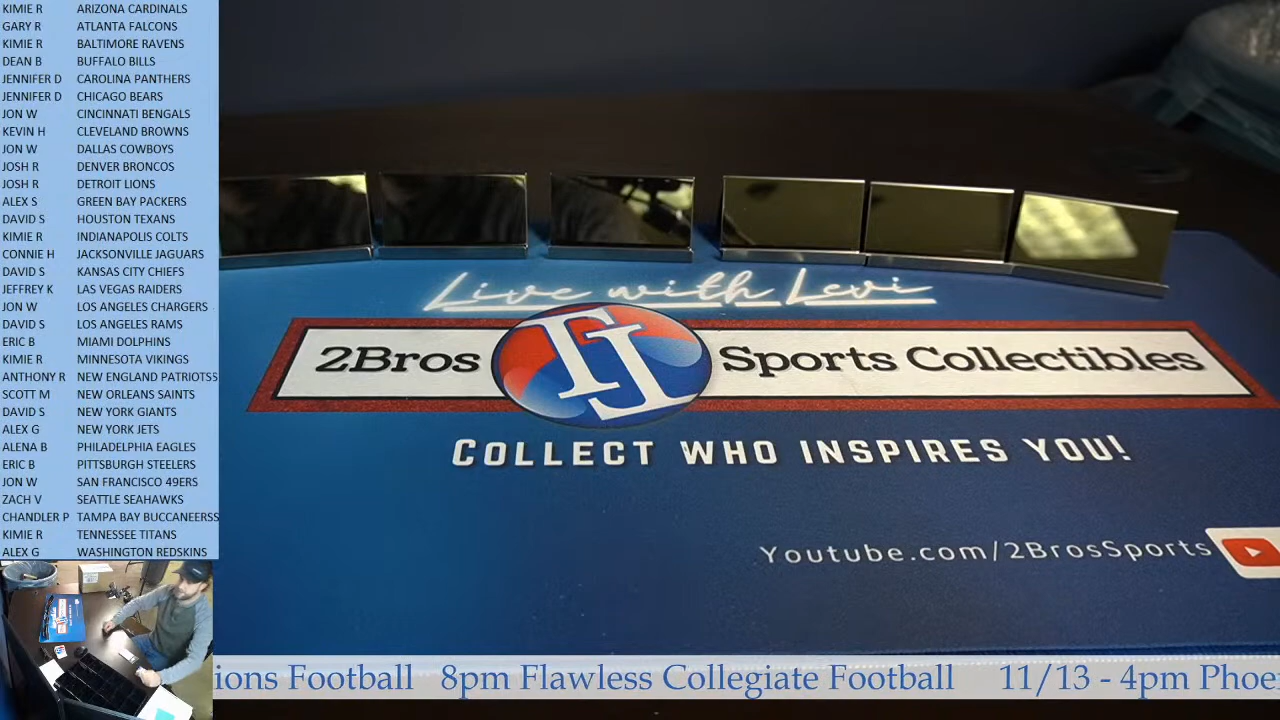 KIMIE R ARIZONA CARDINALS
GARY R ATLANTA FALCONS
KIMIE R BALTIMORE RAVENS
DEAN B BUFFALO BILLS
JENNIFER D CAROLINA PANTHERS
JENNIFER D CHICAGO BEARS
JON W CINCINNATI BENGALS
KEVIN H CLEVELAND BROWNS
JON W DALLAS COWBOYS
JOSH R DENVER BRONCOS
JOSH R DETROIT LIONS
ALEX S GREEN BAY PACKERS
DAVID S HOUSTON TEXANS
KIMIE R INDIANAPOLIS COLTS
CONNIE H JACKSONVILLE JAGUARS
DAVID S KANSAS CITY CHIEFS
JEFFREY K LAS VEGAS RAIDERS
JON W LOS ANGELES CHARGERS
DAVID S LOS ANGELES RAMS
ERIC B MIAMI DOLPHINS
KIMIE R MINNESOTA VIKINGS
ANTHONY R NEW ENGLAND PATRIOTSS
SCOTT M NEW ORLEANS SAINTS
DAVID S NEW YORK GIANTS
ALEX G NEW YORK JETS
ALENA B PHILADELPHIA EAGLES
ERIC B PITTSBURGH STEELERS
JON W SAN FRANCISCO 49ERS
ZACH V SEATTLE SEAHAWKS
CHANDLER P TAMPA BAY BUCCANEERSS
KIMIE R TENNESSEE TITANS
ALEX G WASHINGTON REDSKINS
Live with Levi
2Bros Sports Collectibles
COLLECT WHO INSPIRES YOU!
Youtube.com/2BrosSports
ions Football 8pm Flawless Collegiate Football 11/13 - 4pm Phoe